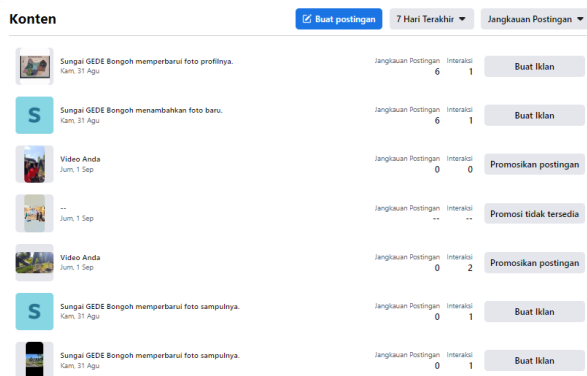 Konten
Buat postingan
7 Hari Terakhir
Jangkauan Postingan
Sungai GEDE Bongoh memperbarui foto profilnya.
Kam, 31 Agu
Jangkauan Postingan Interaksi
6 1
Buat Iklan
S
Sungai GEDE Bongoh menambahkan foto baru.
Kam, 31 Agu
Jangkauan Postingan Interaksi
6 1
Buat Iklan
Video Anda
Jum, 1 Sep
Jangkauan Postingan Interaksi
0 0
Promosikan postingan
--
Jum, 1 Sep
Jangkauan Postingan Interaksi
-- --
Promosi tidak tersedia
Video Anda
Jum, 1 Sep
Jangkauan Postingan Interaksi
0 2
Promosikan postingan
S
Sungai GEDE Bongoh memperbarui foto sampulnya.
Kam, 31 Agu
Jangkauan Postingan Interaksi
0 1
Buat Iklan
Sungai GEDE Bongoh memperbarui foto sampulnya.
Kam, 31 Agu
Jangkauan Postingan Interaksi
0 1
Buat Iklan